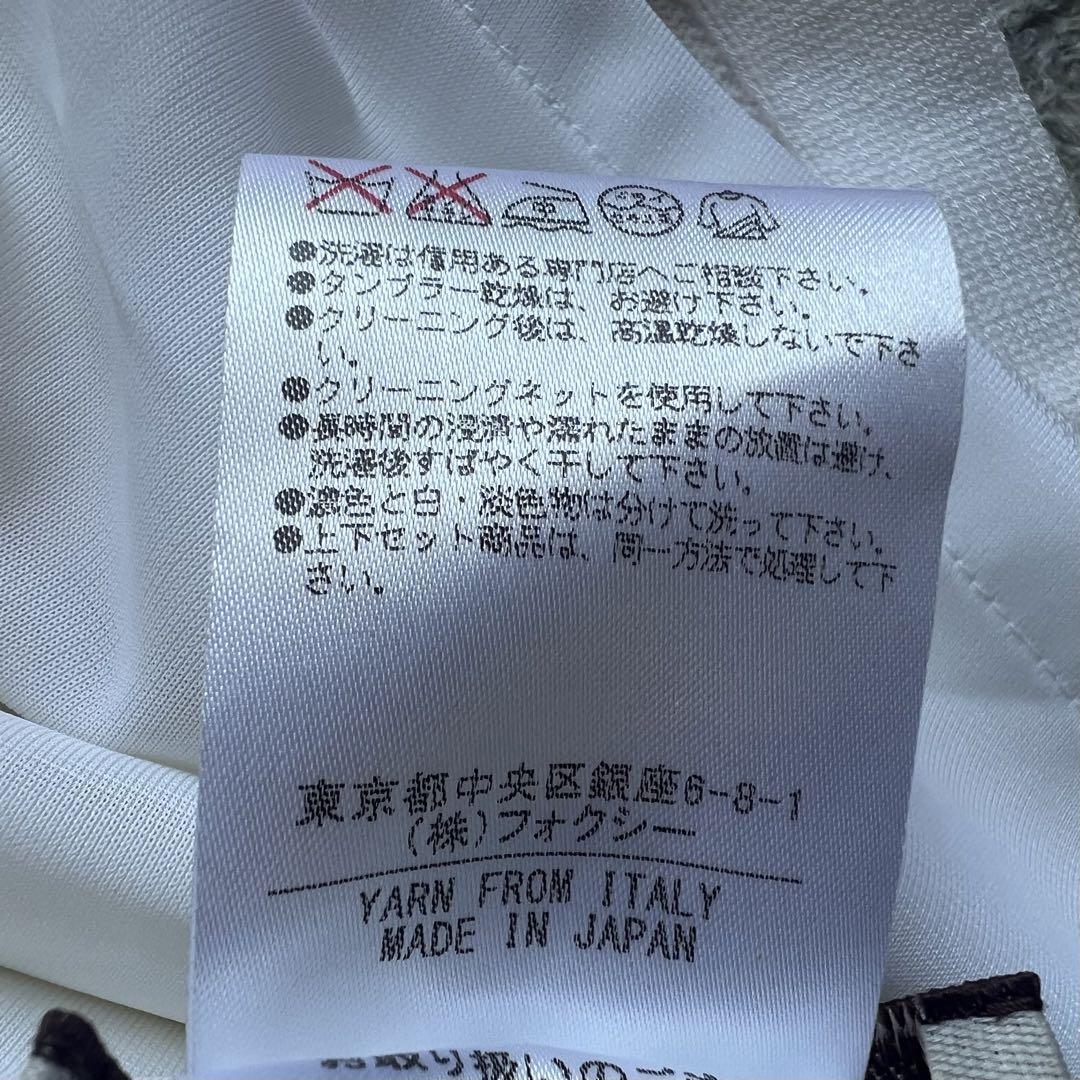 ●洗濯は信用ある専門店へご相談下さい。
●タンブラー乾燥は、お避け下さい。
●クリーニング後は、高温乾燥しないで下さ
い。
●クリーニングネットを使用して下さい。
●長時間の浸漬や濡れたままの放置は避け、
洗濯後すばやく干して下さい。
●濃色と白・淡色物は分けて洗って下さい。
●上下セット商品は、同一方法で処理して下
さい。
東京都中央区銀座6-8-1
(株)フォクシー
YARN FROM ITALY
MADE IN JAPAN
お取り扱いのご